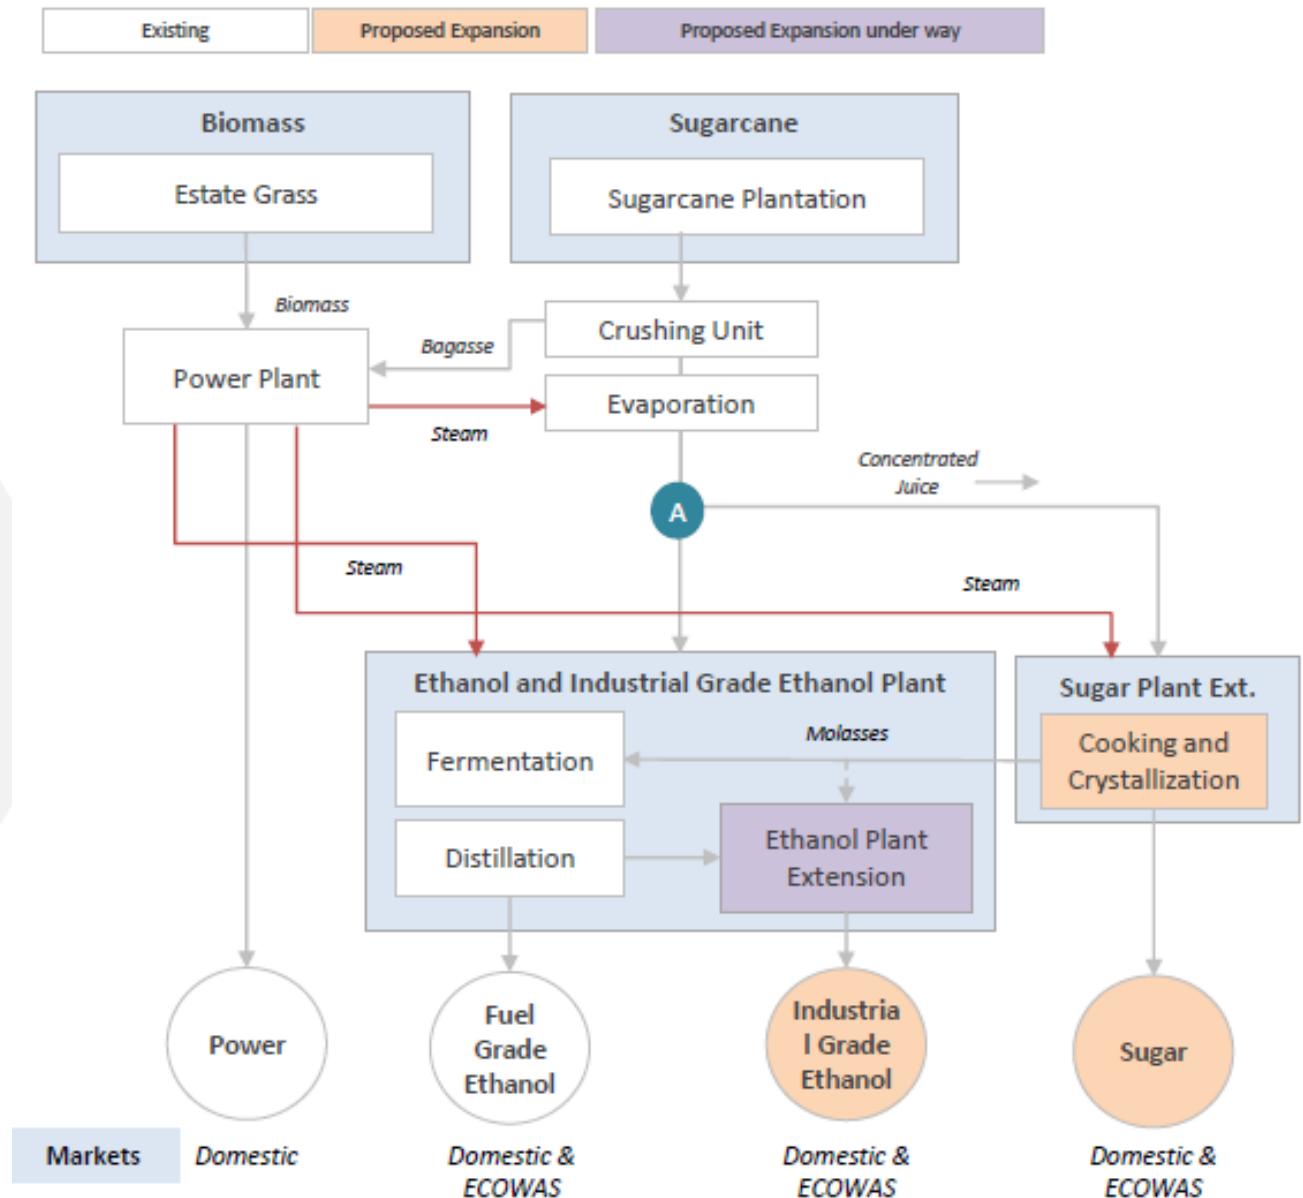 Existing
Proposed Expansion
Proposed Expansion under way
Biomass
Sugarcane
Estate Grass
Sugarcane Plantation
Biomass
Crushing Unit
Bagasse
Power Plant
Evaporation
Steam
Concentrated
Juice
A
Steam
Steam
Ethanol and Industrial Grade Ethanol Plant
Sugar Plant Ext.
Molasses
Fermentation
Cooking and
Crystallization
Distillation
Ethanol Plant
Extension
Power
Fuel
Grade
Ethanol
Industria
l Grade
Ethanol
Sugar
Markets
Domestic
Domestic &
ECOWAS
Domestic &
ECOWAS
Domestic &
ECOWAS